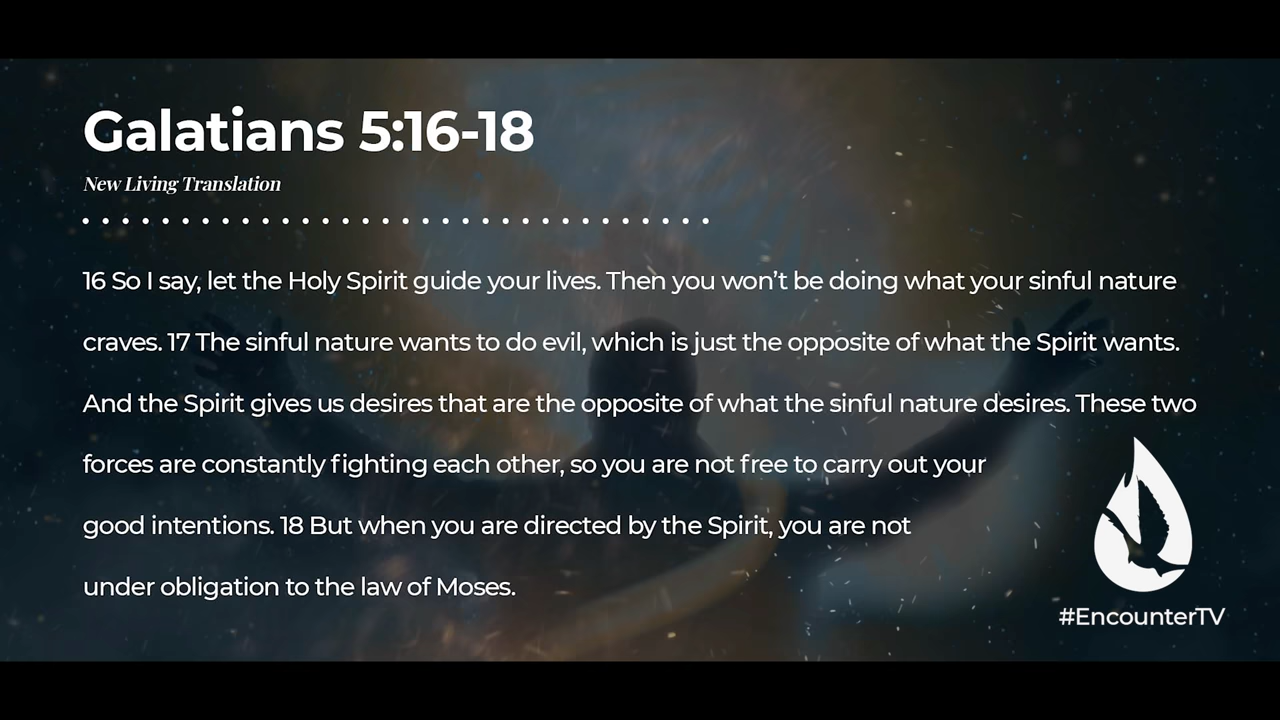 Galatians 5:16-18
New Living Translation
16 So I say, let the Holy Spirit guide your lives. Then you won’t be doing what your sinful nature
craves. 17 The sinful nature wants to do evil, which is just the opposite of what the Spirit wants.
And the Spirit gives us desires that are the opposite of what the sinful nature desires. These two
forces are constantly fighting each other, so you are not free to carry out your
good intentions. 18 But when you are directed by the Spirit, you are not
under obligation to the law of Moses.
#EncounterTV